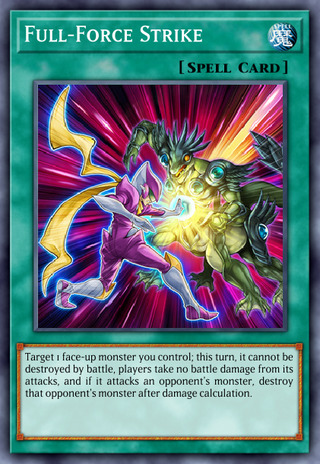 Full-Force Strike
魔
[Spell Card]
Target 1 face-up monster you control; this turn, it cannot be
destroyed by battle, players take no battle damage from its
attacks, and if it attacks an opponent's monster, destroy
that opponent's monster after damage calculation.